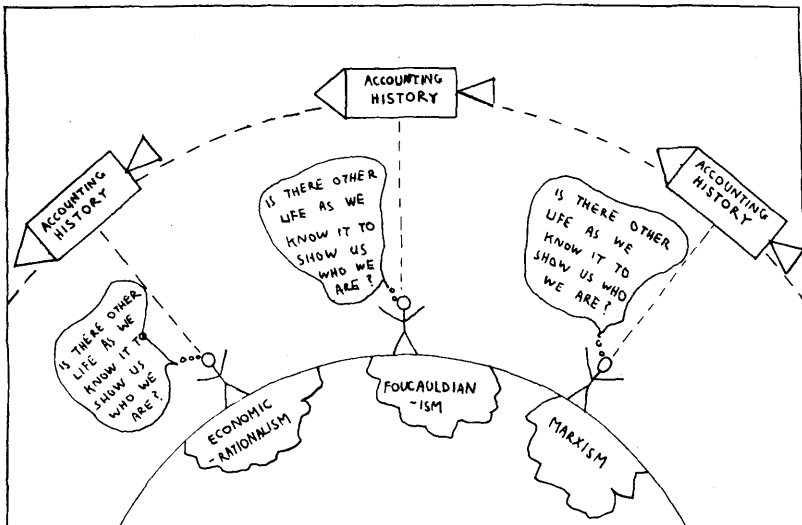 ACCOUNTING
HISTORY
ACCOUNTING
HISTORY
ACCOUNTING
HISTORY
IS THERE OTHER
LIFE AS WE
KNOW IT TO
SHOW US
WHO WE
ARE?
IS THERE OTHER
LIFE AS WE
KNOW IT TO
SHOW US
WHO WE
ARE?
IS THERE OTHER
LIFE AS WE
KNOW IT TO
SHOW US WHO
WE ARE?
ECONOMIC
-RATIONALISM
FOUCAULDIAN
-ISM
MARXISM